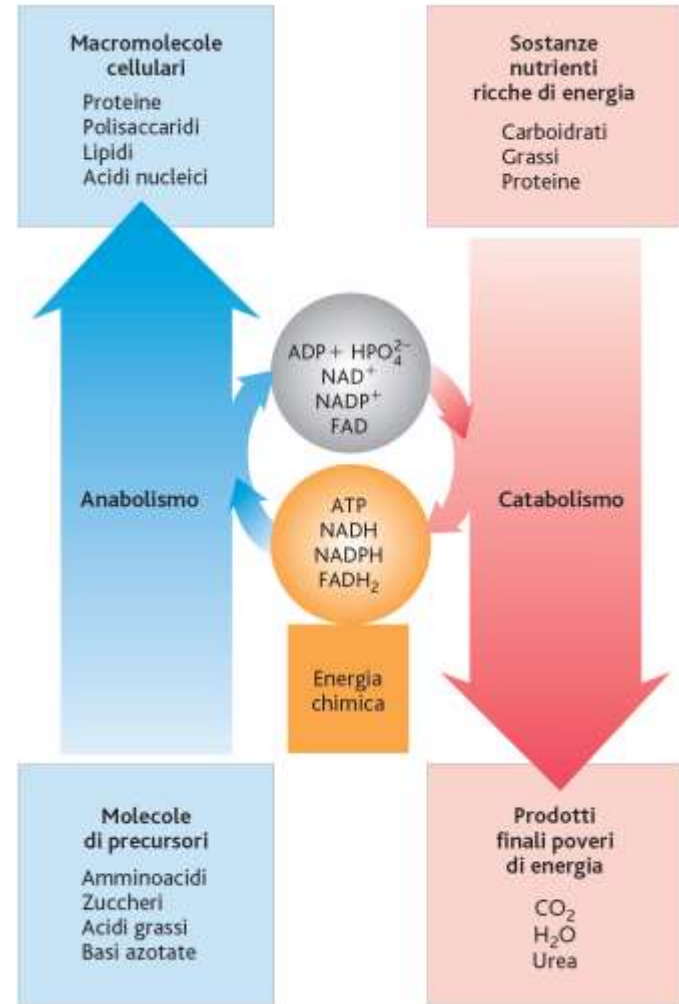 Macromolecole
cellulari
Proteine
Polisaccaridi
Lipidi
Acidi nucleici
Sostanze
nutrienti
ricche di energia
Carboidrati
Grassi
Proteine
ADP + HPO₄²⁻
NAD⁺
NADP⁺
FAD
Anabolismo
ATP
NADH
NADPH
FADH₂
Catabolismo
Energia
chimica
Molecole
di precursori
Amminoacidi
Zuccheri
Acidi grassi
Basi azotate
Prodotti
finali poveri
di energia
CO₂
H₂O
Urea